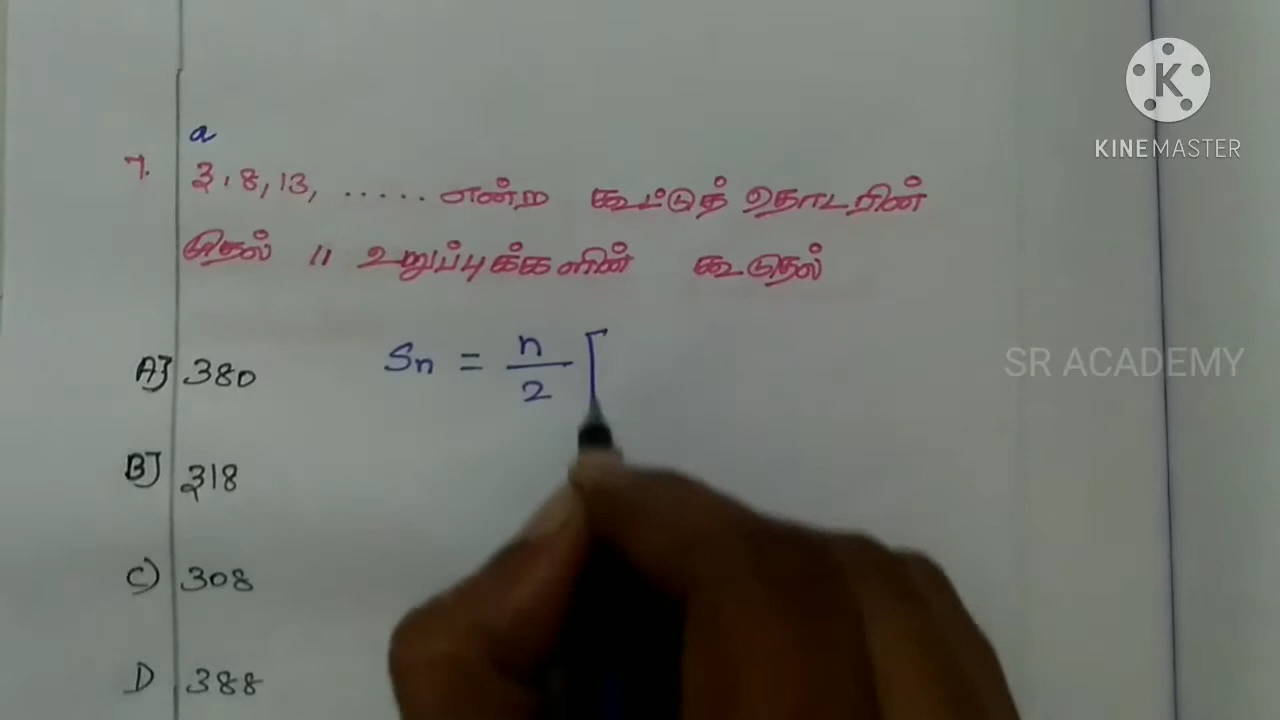 a
7. 3, 8, 13, ..... என்ற கூட்டுத் தொடரின்
முதல் 11 உறுப்புக்களின் கூடுதல்
A] 380
Sn = n/2 [
B] 318
C) 308
D 388
K
KINEMASTER
SR ACADEMY